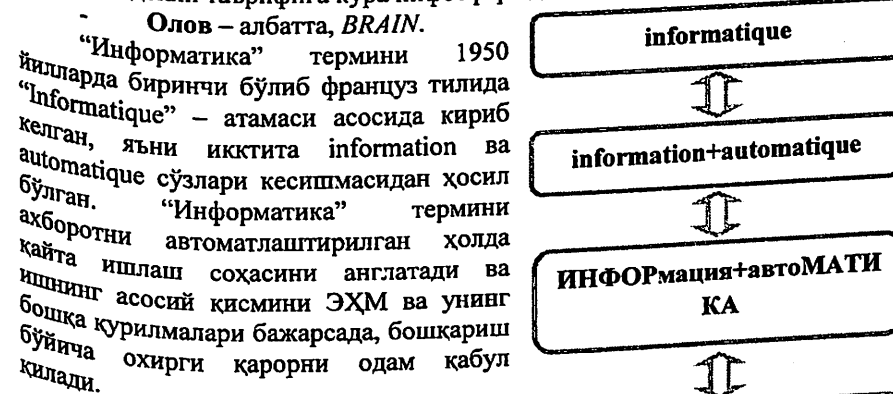 - Олов – албатта, BRAIN.
“Информатика” термини 1950
йилларда биринчи бўлиб француз тилида
“Informatique” – атамаси асосида кириб
келган, яъни икктита information ва
automatique сўзлари кесишмасидан ҳосил
бўлган. “Информатика” термини
ахборотни автоматлаштирилган ҳолда
қайта ишлаш соҳасини англатади ва
ишнинг асосий қисмини ЭҲМ ва унинг
бошқа қурилмалари бажарсада, бошқариш
бўйича охирги қарорни одам қабул
қилади.
informatique
information+automatique
ИНФОРмация+автоМАТИ
КА